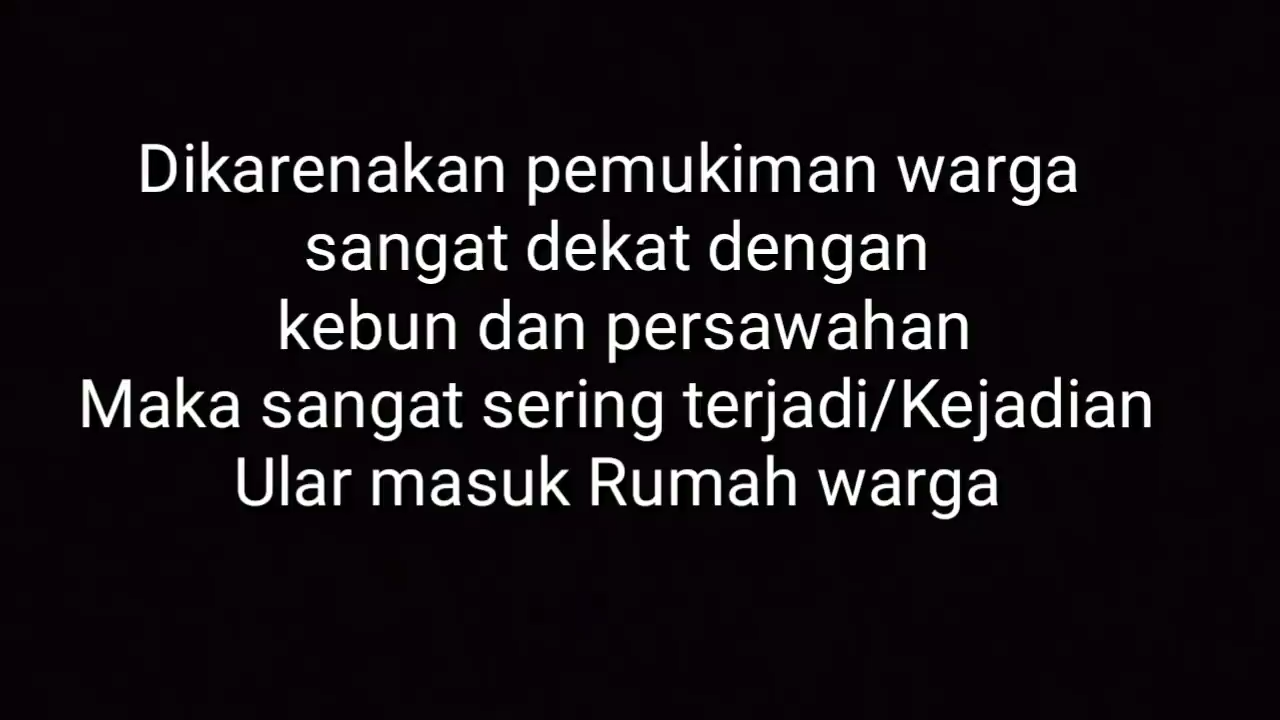 Dikarenakan pemukiman warga
sangat dekat dengan
kebun dan persawahan
Maka sangat sering terjadi/Kejadian
Ular masuk Rumah warga